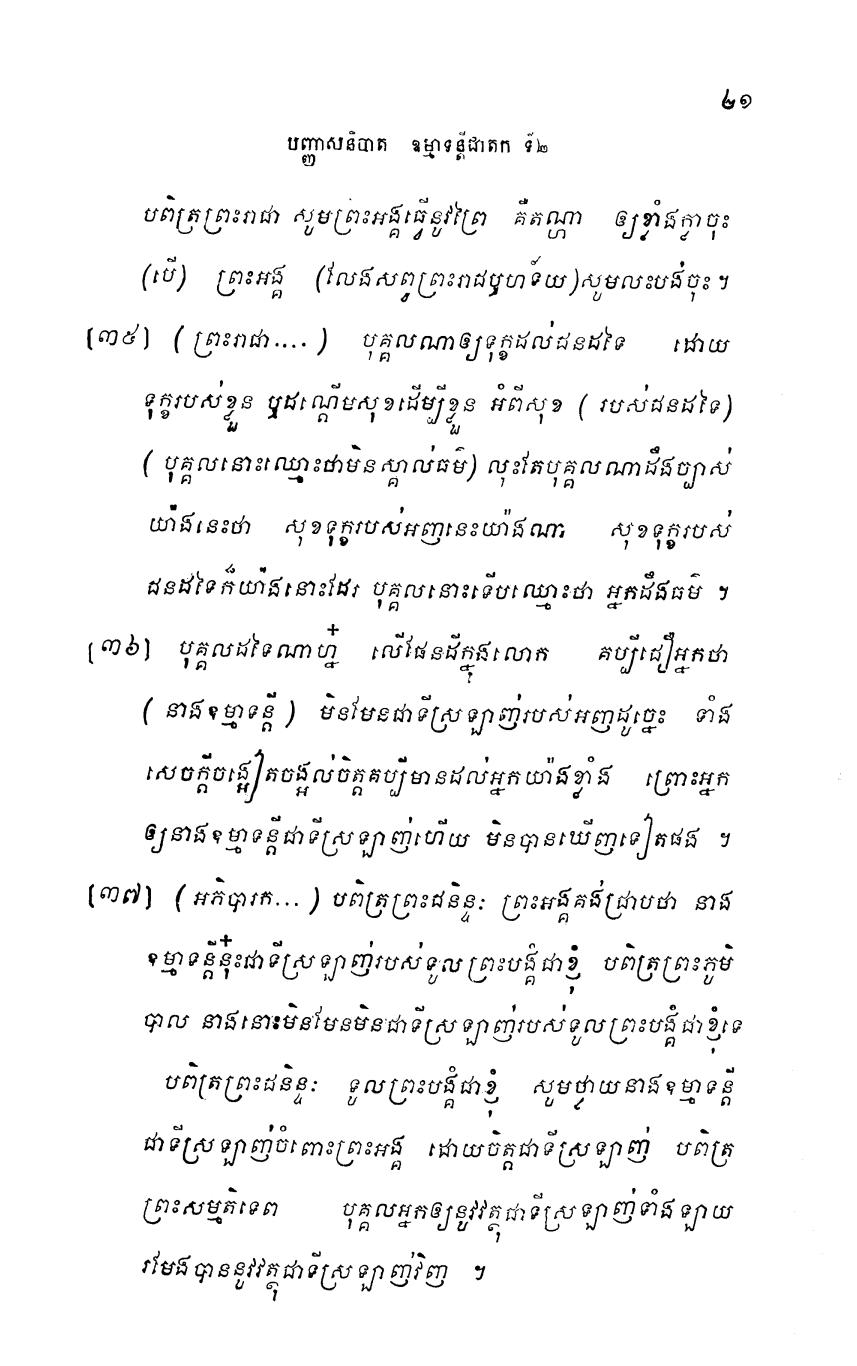 ២១
បញ្ញាសនិបាត ឧម្មាទន្តីជាតក ទី២
បពិត្រព្រះរាជា សូមព្រះអង្គធ្វើនូវព្រៃ គឺតណ្ហា ឲ្យខ្ទាំងក្លាចុះ
(បើ) ព្រះអង្គ (លែងសព្វព្រះរាជឫហទ័យ)សូមលះបង់ចុះ ។
[៣៥] (ព្រះរាជា....) បុគ្គលណាឲ្យទុក្ខដល់ជនដទៃ ដោយ
ទុក្ខរបស់ខ្លួន ឬដណ្តើមសុខដើម្បីខ្លួន អំពីសុខ ( របស់ជនដទៃ)
( បុគ្គលនោះឈ្មោះថាមិនស្គាល់ធម៌) លុះតែបុគ្គលណាដឹងច្បាស់
យ៉ាងនេះថា សុខទុក្ខរបស់អញនេះយ៉ាងណា សុខទុក្ខរបស់
ជនដទៃក៏យ៉ាងនោះដែរ បុគ្គលនោះទើបឈ្មោះថា អ្នកដឹងធម៌ ។
[៣៦] បុគ្គលដទៃណាហ្ន៎ លើផែនដីក្នុងលោក គប្បីជឿអ្នកថា
( នាងឧម្មាទន្តី ) មិនមែនជាទីស្រឡាញ់របស់អញដូច្នេះ ទាំង
សេចក្តីចង្អៀតចង្អល់ចិត្តគប្បីមានដល់អ្នកយ៉ាងខ្លាំង ព្រោះអ្នក
ឲ្យនាងឧម្មាទន្តីជាទីស្រឡាញ់ហើយ មិនបានឃើញទៀតផង ។
[៣៧] (អភិបារក...) បពិត្រព្រះជនិន្ទៈ ព្រះអង្គគង់ជ្រាបថា នាង
ឧម្មាទន្តីនុ៎ះជាទីស្រឡាញ់របស់ទូលព្រះបង្គំជាខ្ញុំ បពិត្រព្រះភូមិ
បាល នាងនោះមិនមែនមិនជាទីស្រឡាញ់របស់ទូលព្រះបង្គំជាខ្ញុំទេ
បពិត្រព្រះជនិន្ទៈ ទូលព្រះបង្គំជាខ្ញុំ សូមថ្វាយនាងឧម្មាទន្តី
ជាទីស្រឡាញ់ចំពោះព្រះអង្គ ដោយចិត្តជាទីស្រឡាញ់ បពិត្រ
ព្រះសម្មតិទេព បុគ្គលអ្នកឲ្យនូវវត្ថុជាទីស្រឡាញ់ទាំងឡាយ
រមែងបាននូវវត្ថុជាទីស្រឡាញ់វិញ ។